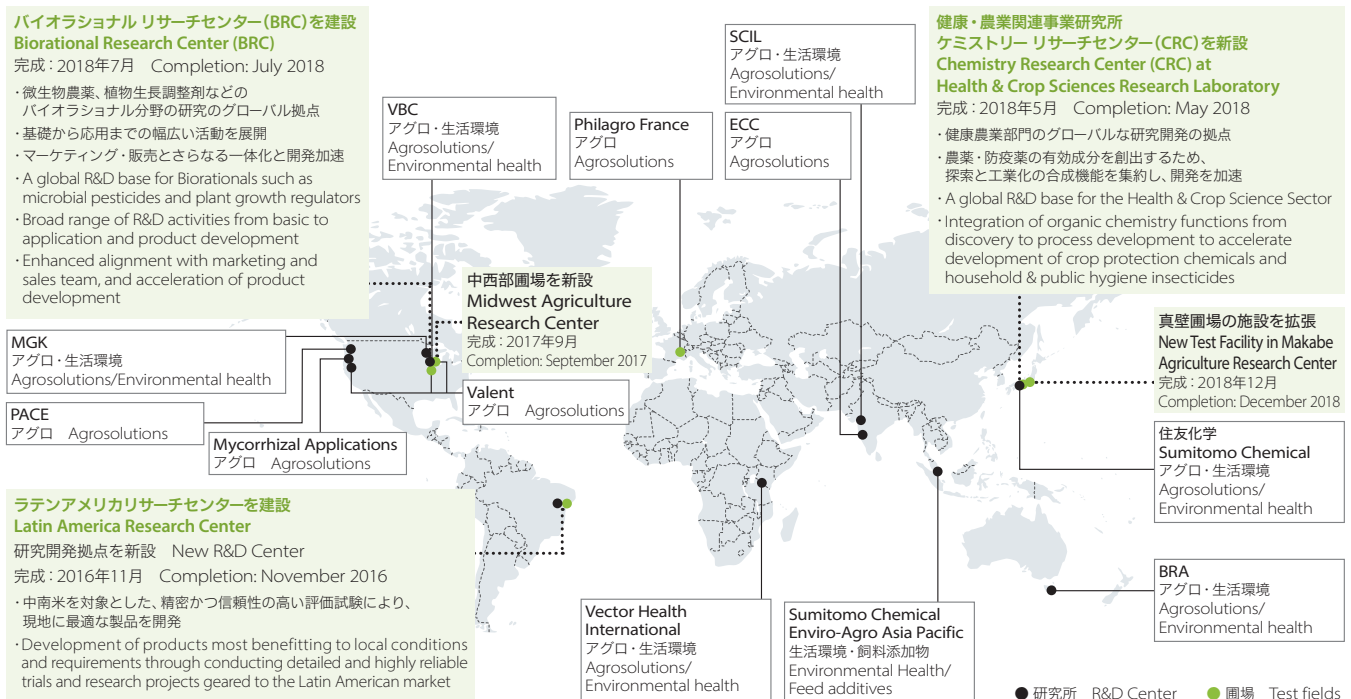 バイオラショナル リサーチセンター（BRC）を建設
Biorational Research Center (BRC)
完成：2018年7月　Completion: July 2018
・微生物農薬、植物生長調整剤などの
バイオラショナル分野の研究のグローバル拠点
・基礎から応用までの幅広い活動を展開
・マーケティング・販売とさらなる一体化と開発加速
・A global R&D base for Biorationals such as
microbial pesticides and plant growth regulators
・Broad range of R&D activities from basic to
application and product development
・Enhanced alignment with marketing and
sales team, and acceleration of product
development
VBC
アグロ・生活環境
Agrosolutions/
Environmental health
Philagro France
アグロ
Agrosolutions
SCIL
アグロ・生活環境
Agrosolutions/
Environmental health
ECC
アグロ
Agrosolutions
健康・農業関連事業研究所
ケミストリー リサーチセンター（CRC）を新設
Chemistry Research Center (CRC) at
Health & Crop Sciences Research Laboratory
完成：2018年5月　Completion: May 2018
・健康農業部門のグローバルな研究開発の拠点
・農薬・防疫薬の有効成分を創出するため、
探索と工業化の合成機能を集約し、開発を加速
・A global R&D base for the Health & Crop Science Sector
・Integration of organic chemistry functions from
discovery to process development to accelerate
development of crop protection chemicals and
household & public hygiene insecticides
中西部圃場を新設
Midwest Agriculture
Research Center
完成：2017年9月
Completion: September 2017
MGK
アグロ・生活環境
Agrosolutions/Environmental health
PACE
アグロ　Agrosolutions
Mycorrhizal Applications
アグロ　Agrosolutions
Valent
アグロ　Agrosolutions
真壁圃場の施設を拡張
New Test Facility in Makabe
Agriculture Research Center
完成：2018年12月
Completion: December 2018
住友化学
Sumitomo Chemical
アグロ・生活環境
Agrosolutions/
Environmental health
ラテンアメリカリサーチセンターを建設
Latin America Research Center
研究開発拠点を新設　New R&D Center
完成：2016年11月　Completion: November 2016
・中南米を対象とした、精密かつ信頼性の高い評価試験により、
現地に最適な製品を開発
・Development of products most benefitting to local conditions
and requirements through conducting detailed and highly reliable
trials and research projects geared to the Latin American market
Vector Health
International
アグロ・生活環境
Agrosolutions/
Environmental health
Sumitomo Chemical
Enviro-Agro Asia Pacific
生活環境・飼料添加物
Environmental Health/
Feed additives
BRA
アグロ・生活環境
Agrosolutions/
Environmental health
● 研究所　R&D Center　● 圃場　Test fields